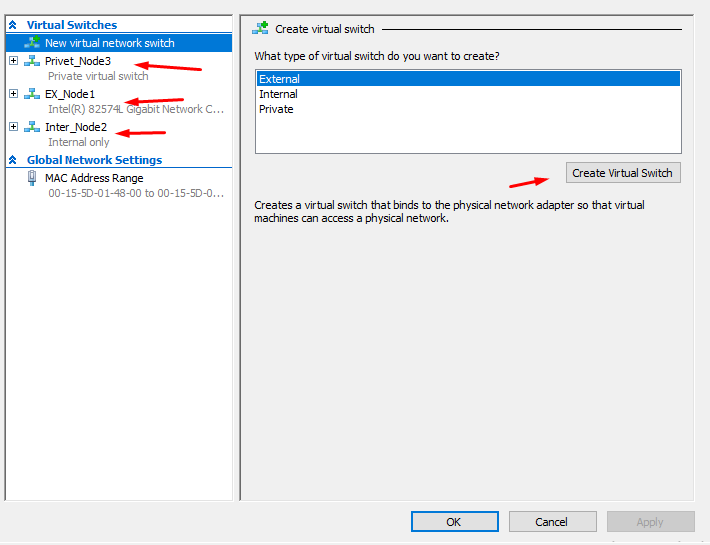 Virtual Switches
New virtual network switch
Privet_Node3
Private virtual switch
EX_Node1
Intel(R) 82574L Gigabit Network C...
Inter_Node2
Internal only
Global Network Settings
MAC Address Range
00-15-5D-01-48-00 to 00-15-5D-0...
Create virtual switch
What type of virtual switch do you want to create?
External
Internal
Private
Create Virtual Switch
Creates a virtual switch that binds to the physical network adapter so that virtual
machines can access a physical network.
OK
Cancel
Apply